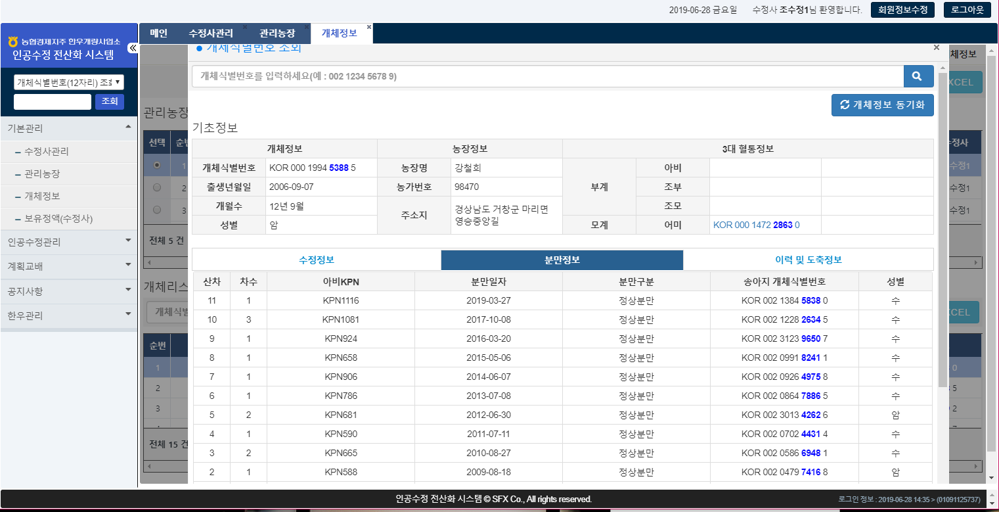 2019-06-28 금요일 수정사 조수정1님 환영합니다. 회원정보수정 로그아웃
농협경제지주 한우개량사업소
인공수정 전산화 시스템
메인 수정사관리 관리농장 개체정보
개체식별번호(12자리) 조회
조회
기본관리
수정사관리
관리농장
개체정보
보유정액(수정사)
인공수정관리
계획교배
공지사항
한우관리
개체식별번호 조회
체정보
개체식별번호를 입력하세요(예 : 002 1234 5678 9)
XCEL
개체정보 동기화
관리농장
선택 순번
1
2
3
전체 5 건
정사
수정1
수정1
수정1
기초정보
개체정보 농장정보 3대 혈통정보
개체식별번호 KOR 000 1994 5388 5 농장명 강철희 부계 아비
출생년월일 2006-09-07 농가번호 98470 조부
개월수 12년 9월 주소지 경상남도 거창군 마리면 영승중앙길 조모
성별 암 모계 어미 KOR 000 1472 2863 0
개체리스
개체식별
XCEL
순번
1
2
3
전체 15 건
0
5
2
수정정보 분만정보 이력 및 도축정보
산차 차수 아비KPN 분만일자 분만구분 송아지 개체식별번호 성별
11 1 KPN1116 2019-03-27 정상분만 KOR 002 1384 5838 0 수
10 3 KPN1081 2017-10-08 정상분만 KOR 002 1228 2634 5 수
9 1 KPN924 2016-03-20 정상분만 KOR 002 3123 9650 7 수
8 1 KPN658 2015-05-06 정상분만 KOR 002 0991 8241 1 수
7 1 KPN906 2014-06-07 정상분만 KOR 002 0926 4975 8 수
6 1 KPN786 2013-07-08 정상분만 KOR 002 0864 7886 5 수
5 2 KPN681 2012-06-30 정상분만 KOR 002 3013 4262 6 암
4 1 KPN590 2011-07-11 정상분만 KOR 002 0702 4431 4 수
3 2 KPN665 2010-08-27 정상분만 KOR 002 0586 6948 1 수
2 1 KPN588 2009-08-18 정상분만 KOR 002 0479 7416 8 암
인공수정 전산화 시스템 © SFX Co., All rights reserved.
로그인 정보 : 2019-06-28 14:35 > (01091125737)